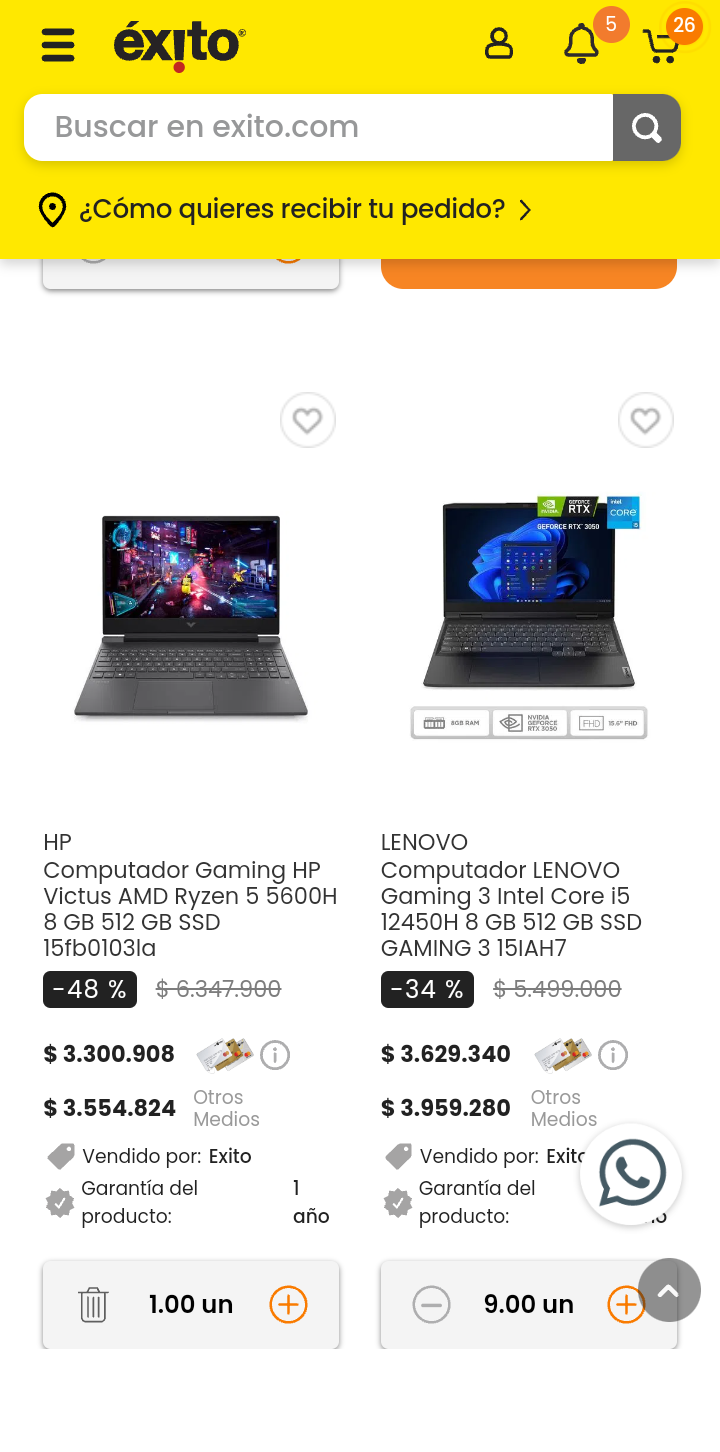 éxito
5
26
Buscar en exito.com
¿Cómo quieres recibir tu pedido?
NVIDIA
GEFORCE RTX
intel CORE i5
GEFORCE RTX™ 3050
8GB RAM
NVIDIA GEFORCE RTX 3050
FHD
15.6" FHD
HP
Computador Gaming HP
Victus AMD Ryzen 5 5600H
8 GB 512 GB SSD
15fb0103la
-48 %
$ 6.347.900
$ 3.300.908
$ 3.554.824
Otros
Medios
Vendido por: Exito
Garantía del
producto:
1
año
1.00 un
LENOVO
Computador LENOVO
Gaming 3 Intel Core i5
12450H 8 GB 512 GB SSD
GAMING 3 15IAH7
-34 %
$ 5.499.000
$ 3.629.340
$ 3.959.280
Otros
Medios
Vendido por:
Garantía del
producto:
9.00 un